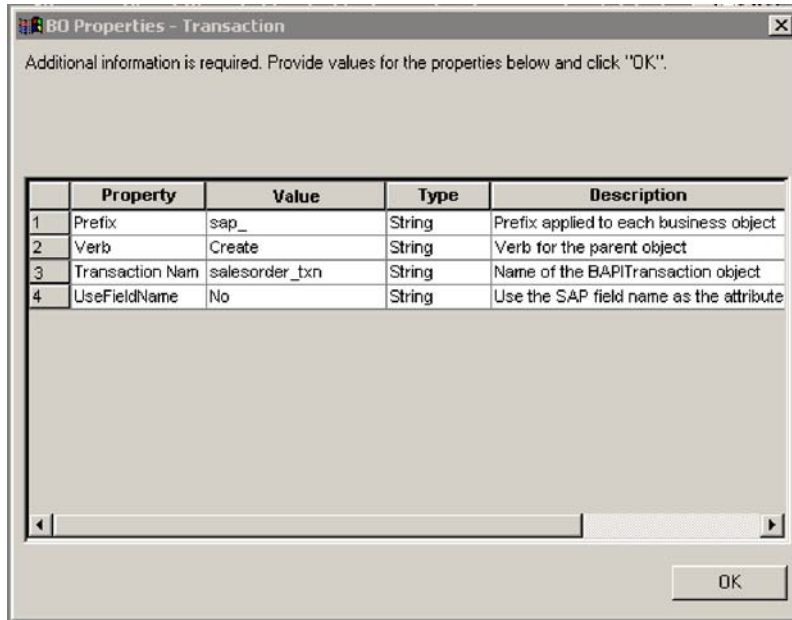 BO Properties - Transaction
Additional information is required. Provide values for the properties below and click "OK".
Property Value Type Description
1 Prefix sap_ String Prefix applied to each business object
2 Verb Create String Verb for the parent object
3 Transaction Nam salesorder_txn String Name of the BAPITransaction object
4 UseFieldName No String Use the SAP field name as the attribute
OK